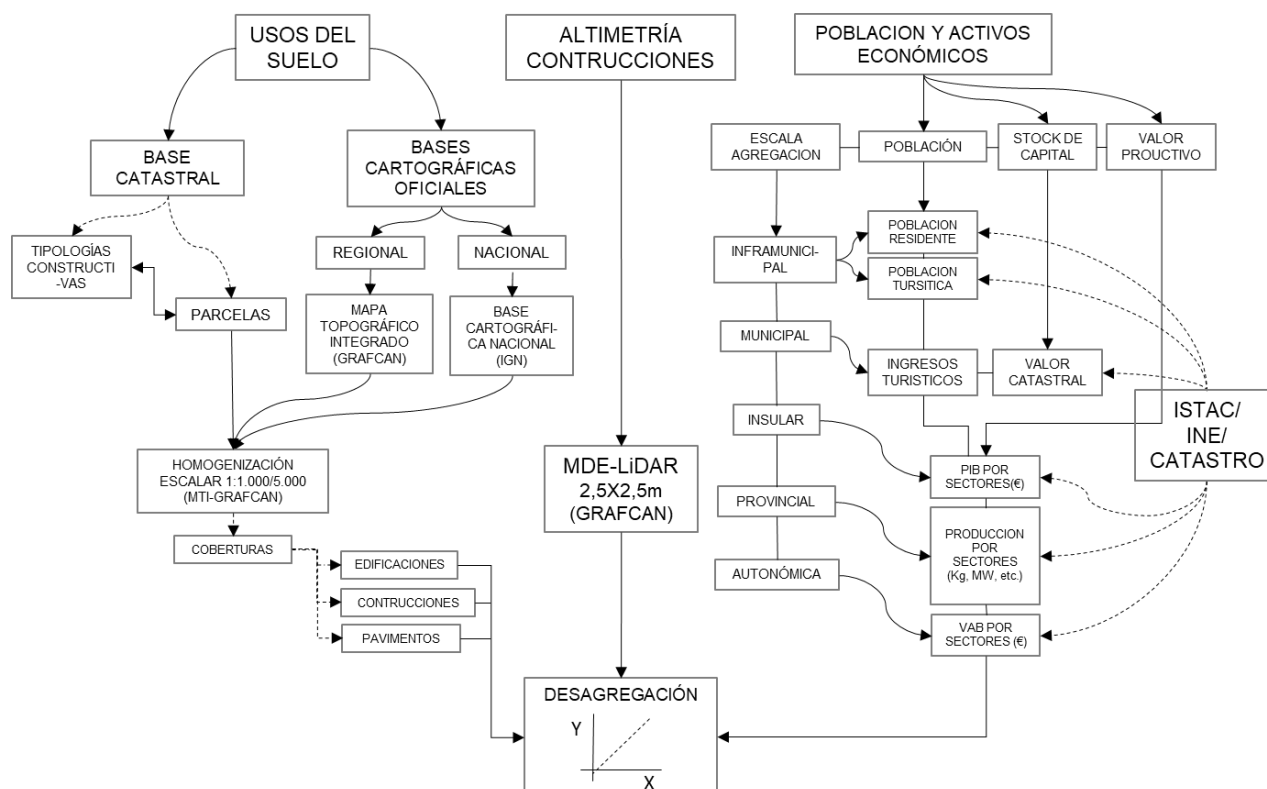 USOS DEL
SUELO
ALTIMETRÍA
CONTRUCCIONES
POBLACION Y ACTIVOS
ECONÓMICOS
BASE
CATASTRAL
BASES
CARTOGRÁFICAS
OFICIALES
ESCALA
AGREGACION
POBLACIÓN
STOCK DE
CAPITAL
VALOR
PROUCTIVO
TIPOLOGÍAS
CONSTRUCTI
-VAS
PARCELAS
REGIONAL
NACIONAL
MAPA
TOPOGRÁFICO
INTEGRADO
(GRAFCAN)
BASE
CARTOGRÁFI-
CA NACIONAL
(IGN)
INFRAMUNICI-
PAL
POBLACION
RESIDENTE
POBLACION
TURSITICA
MUNICIPAL
INGRESOS
TURISTICOS
VALOR
CATASTRAL
INSULAR
ISTAC/
INE/
CATASTRO
HOMOGENIZACIÓN
ESCALAR 1:1.000/5.000
(MTI-GRAFCAN)
MDE-LiDAR
2,5X2,5m
(GRAFCAN)
PIB POR
SECTORES(€)
PROVINCIAL
PRODUCCION
POR
SECTORES
(Kg, MW, etc.)
COBERTURAS
EDIFICACIONES
CONTRUCCIONES
PAVIMENTOS
AUTONÓMICA
VAB POR
SECTORES (€)
DESAGREGACIÓN
Y
X